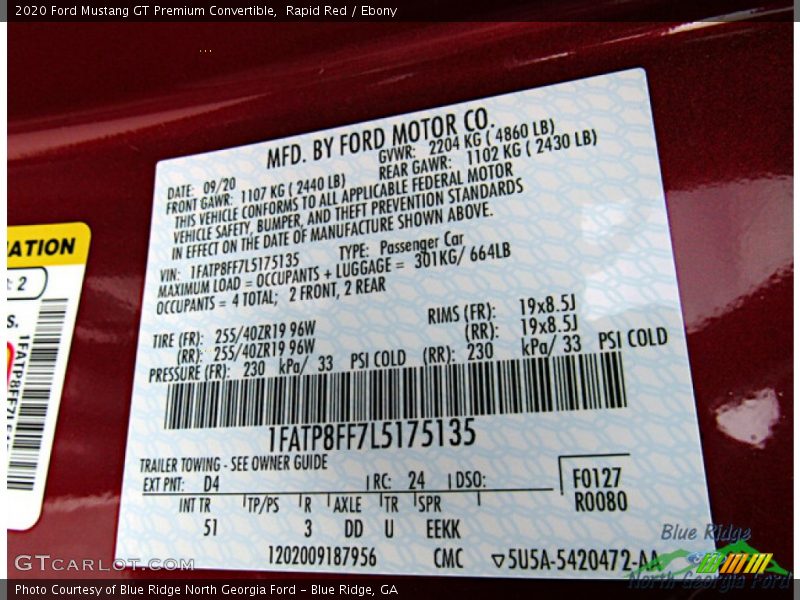 2020 Ford Mustang GT Premium Convertible, Rapid Red / Ebony
MFD. BY FORD MOTOR CO.
DATE: 09/20 GVWR: 2204 KG ( 4860 LB)
FRONT GAWR: 1107 KG ( 2440 LB) REAR GAWR: 1102 KG ( 2430 LB)
THIS VEHICLE CONFORMS TO ALL APPLICABLE FEDERAL MOTOR
VEHICLE SAFETY, BUMPER, AND THEFT PREVENTION STANDARDS
IN EFFECT ON THE DATE OF MANUFACTURE SHOWN ABOVE.
VIN: 1FATP8FF7L5175135 TYPE: Passenger Car
MAXIMUM LOAD = OCCUPANTS + LUGGAGE = 301KG/ 664LB
OCCUPANTS = 4 TOTAL; 2 FRONT, 2 REAR
TIRE (FR): 255/40ZR19 96W RIMS (FR): 19x8.5J
(RR): 255/40ZR19 96W (RR): 19x8.5J
PRESSURE (FR): 230 kPa/ 33 PSI COLD (RR): 230 kPa/ 33 PSI COLD
1FATP8FF7L5175135
TRAILER TOWING - SEE OWNER GUIDE
EXT PNT: D4 RC: 24 DSO: F0127
R0080
INT TR TP/PS R AXLE TR SPR
51 3 DD U EEKK
1202009187956 CMC ▽5U5A-5420472-AA
ATION
: 2
S.
1FATP8FF7L5
GTCARLOT.COM
Blue Ridge
North Georgia Ford
Photo Courtesy of Blue Ridge North Georgia Ford – Blue Ridge, GA